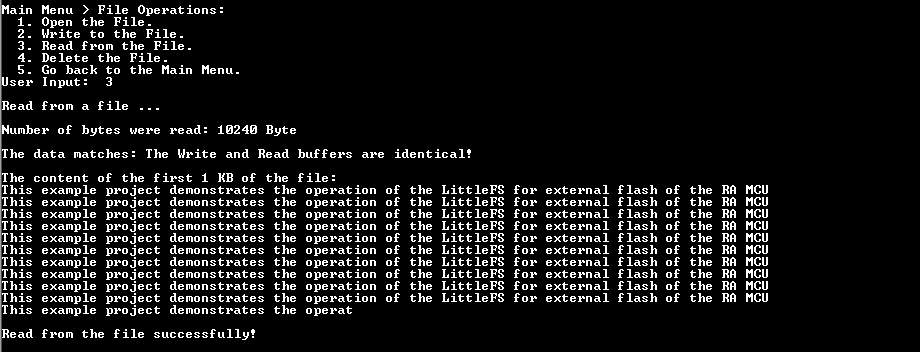 Main Menu > File Operations:
  1. Open the File.
  2. Write to the File.
  3. Read from the File.
  4. Delete the File.
  5. Go back to the Main Menu.
User Input:  3

Read from a file ...

Number of bytes were read: 10240 Byte

The data matches: The Write and Read buffers are identical!

The content of the first 1 KB of the file:
This example project demonstrates the operation of the LittleFS for external flash of the RA MCU
This example project demonstrates the operation of the LittleFS for external flash of the RA MCU
This example project demonstrates the operation of the LittleFS for external flash of the RA MCU
This example project demonstrates the operation of the LittleFS for external flash of the RA MCU
This example project demonstrates the operation of the LittleFS for external flash of the RA MCU
This example project demonstrates the operation of the LittleFS for external flash of the RA MCU
This example project demonstrates the operation of the LittleFS for external flash of the RA MCU
This example project demonstrates the operation of the LittleFS for external flash of the RA MCU
This example project demonstrates the operation of the LittleFS for external flash of the RA MCU
This example project demonstrates the operation of the LittleFS for external flash of the RA MCU
This example project demonstrates the operat

Read from the file successfully!